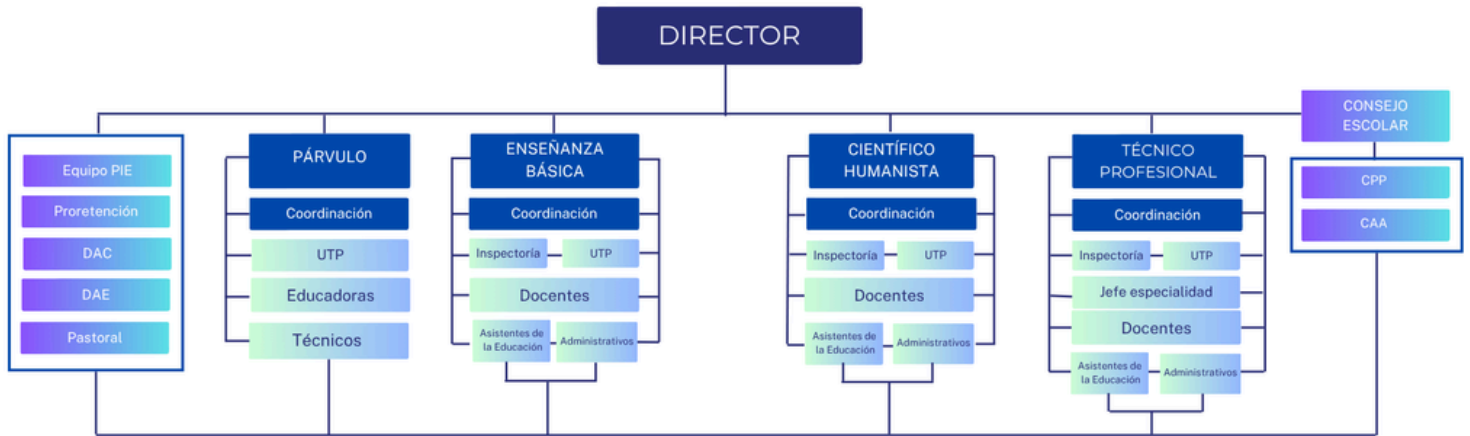 DIRECTOR
CONSEJO
ESCOLAR
CPP
CAA
Equipo PIE
Proretención
DAC
DAE
Pastoral
PÁRVULO
Coordinación
UTP
Educadoras
Técnicos
ENSEÑANZA
BÁSICA
Coordinación
Inspectoría
UTP
Docentes
Asistentes de
la Educación
Administrativos
CIENTÍFICO
HUMANISTA
Coordinación
Inspectoría
UTP
Docentes
Asistentes de
la Educación
Administrativos
TÉCNICO
PROFESIONAL
Coordinación
Inspectoría
UTP
Jefe especialidad
Docentes
Asistentes de
la Educación
Administrativos